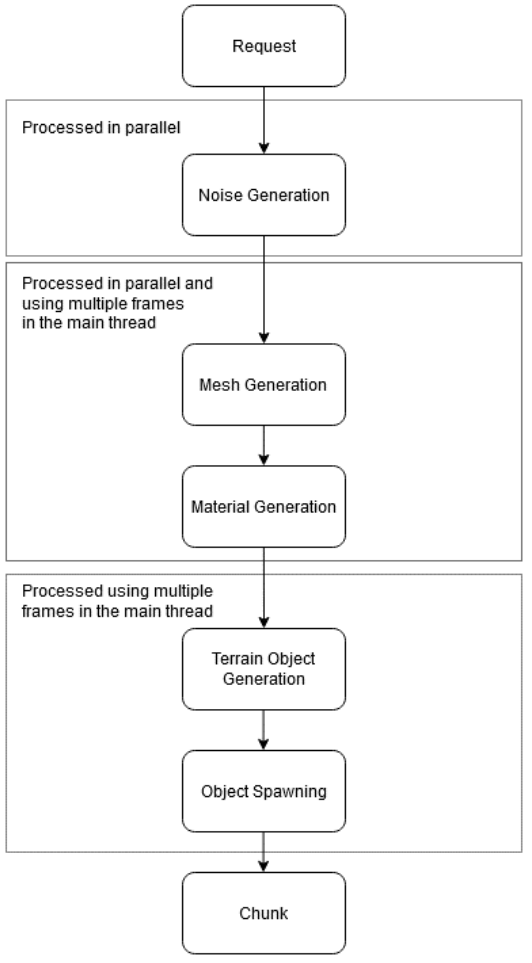 Request
Processed in parallel
Noise Generation
Processed in parallel and
using multiple frames
in the main thread
Mesh Generation
Material Generation
Processed using multiple
frames in the main thread
Terrain Object
Generation
Object Spawning
Chunk